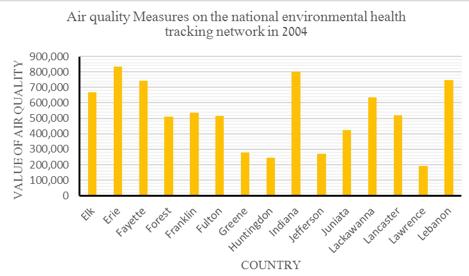 Air quality Measures on the national environmental health
tracking network in 2004
VALUE OF AIR QUALITY
900,000
800,000
700,000
600,000
500,000
400,000
300,000
200,000
100,000
0
Elk
Erie
Fayette
Forest
Franklin
Fulton
Greene
Huntingdon
Indiana
Jefferson
Juniata
Lackawanna
Lancaster
Lawrence
Lebanon
COUNTRY